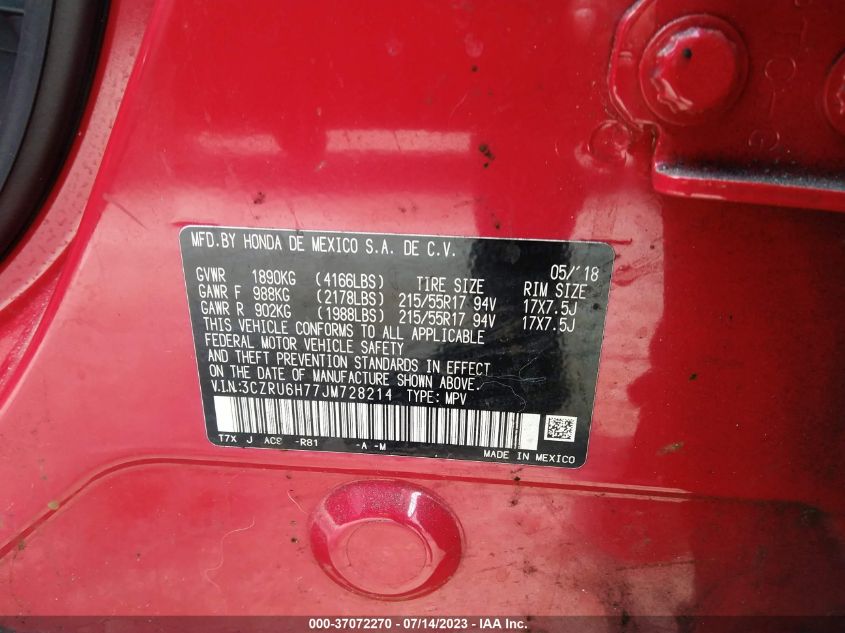 MFD.BY HONDA DE MEXICO S.A. DE C.V.
05/'18
GVWR 1890KG (4166LBS) TIRE SIZE RIM SIZE
GAWR F 988KG (2178LBS) 215/55R17 94V 17X7.5J
GAWR R 902KG (1988LBS) 215/55R17 94V 17X7.5J
THIS VEHICLE CONFORMS TO ALL APPLICABLE
FEDERAL MOTOR VEHICLE SAFETY
AND THEFT PREVENTION STANDARDS IN EFFECT
ON THE DATE OF MANUFACTURE SHOWN ABOVE.
V.I.N:3CZRU6H77JM728214 TYPE: MPV
T7X J AC9 -R81 -A -M
MADE IN MEXICO
000-37072270 - 07/14/2023 - IAA Inc.